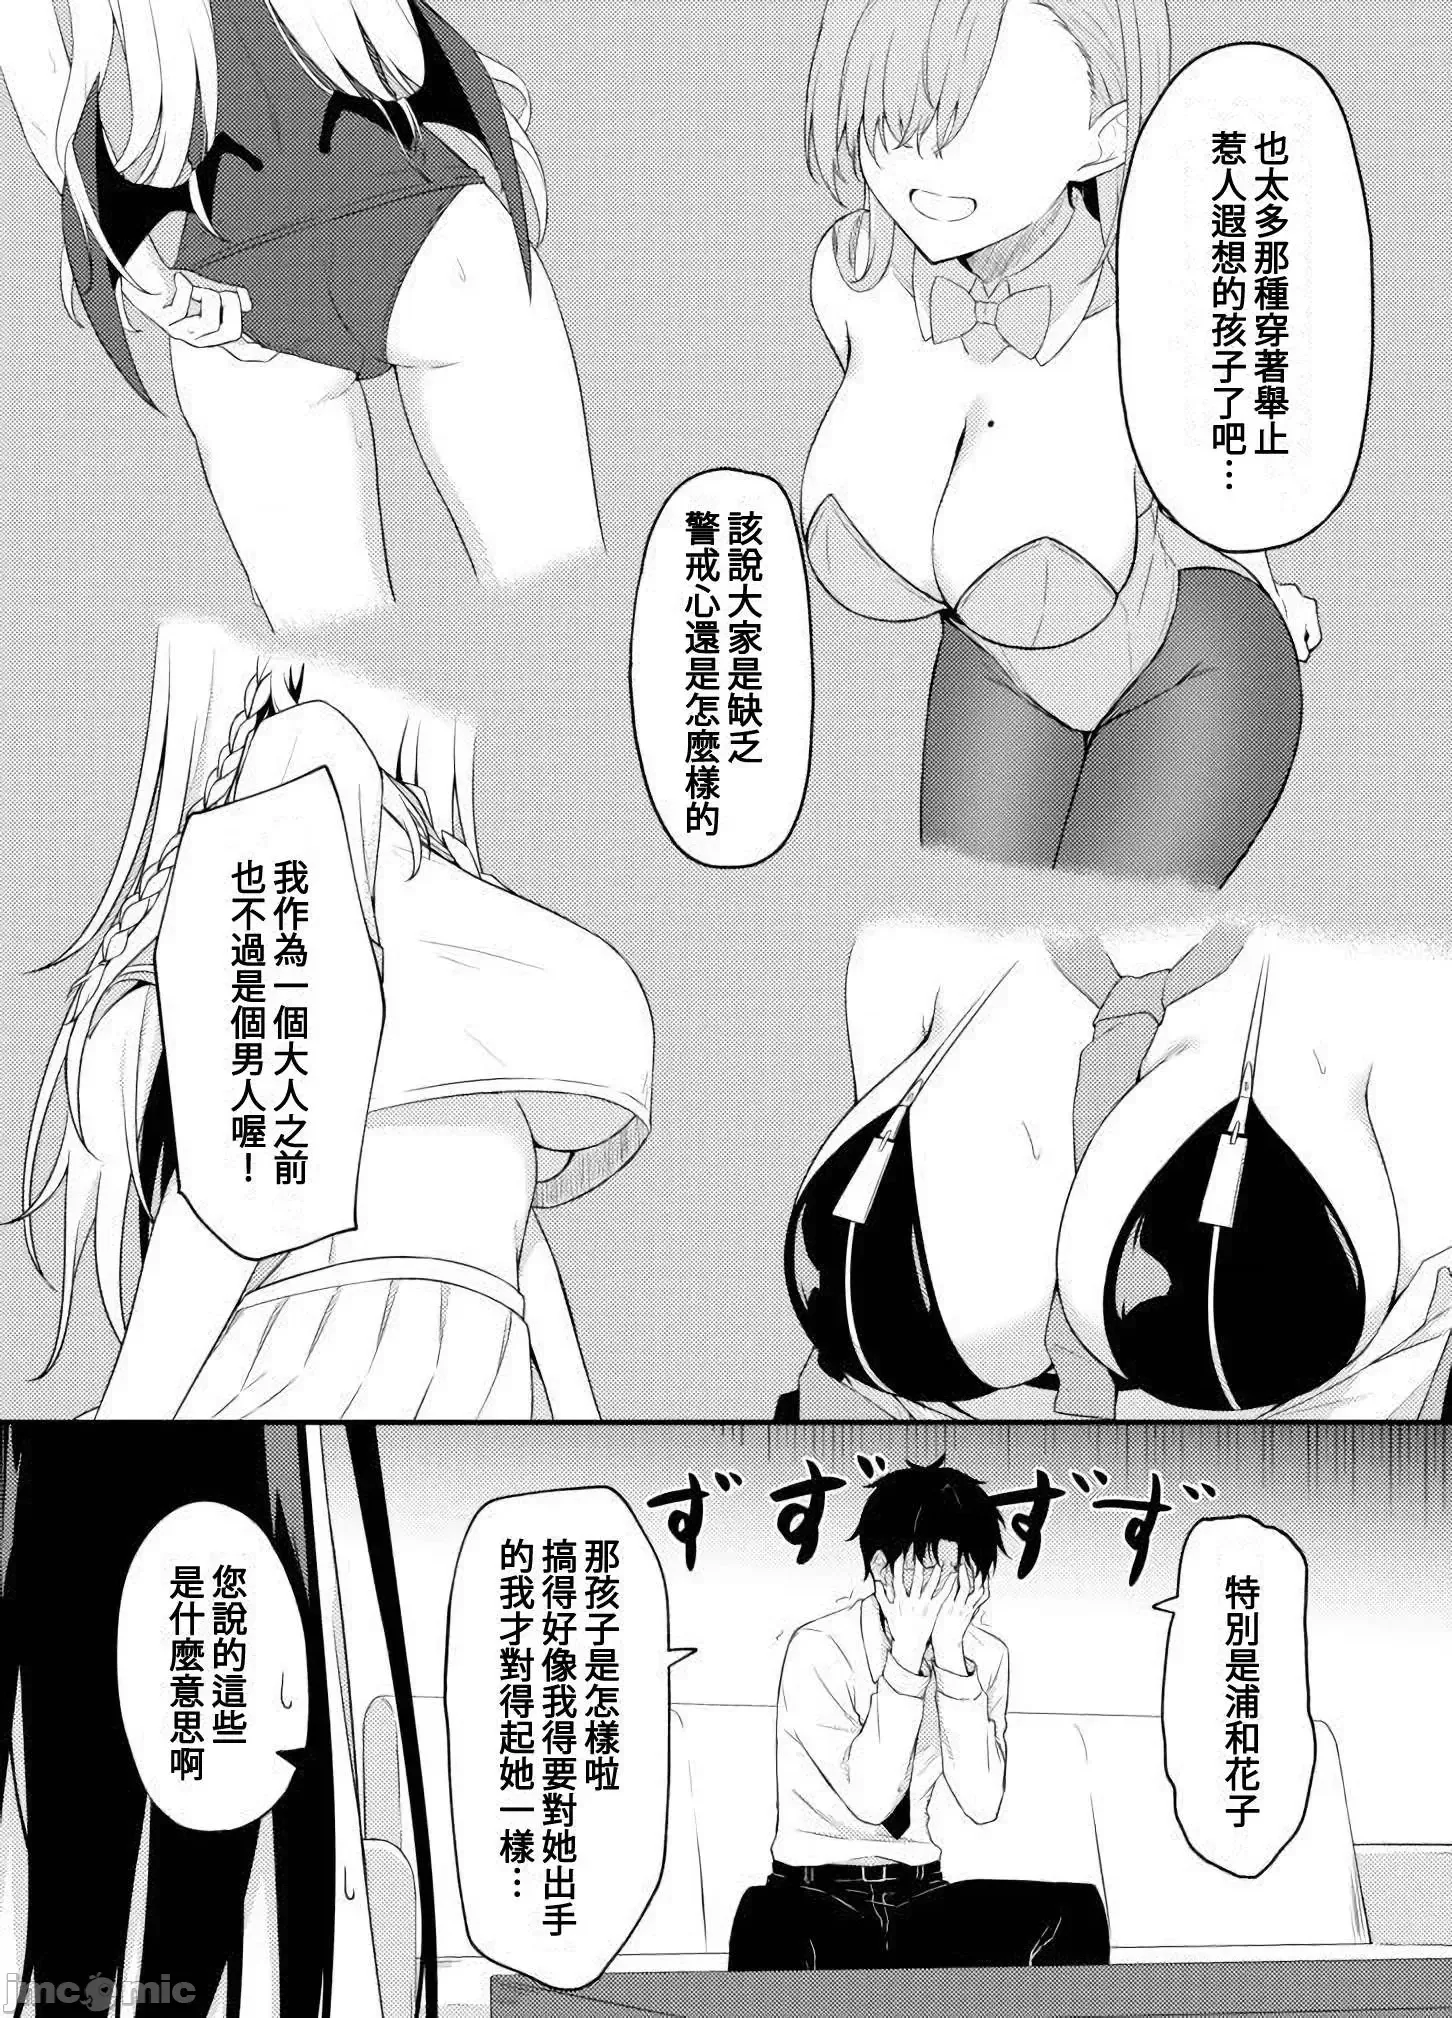 也太多那種穿著舉止
惹人遐想的孩子了吧…
該說大家是缺乏
警戒心還是怎麼樣的
我作為一個大人之前
也不過是個男人喔！
特別是浦和花子
ずずずず
那孩子是怎樣啦
搞得好像我得要對她出手
的我才對得起她一樣…
您說的這些
是什麼意思啊
jmcomic